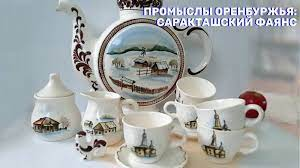 ПРОМЫСЛЫ ОРЕНБУРЖЬЯ:
САРАКТАШСКИЙ ФАЯНС